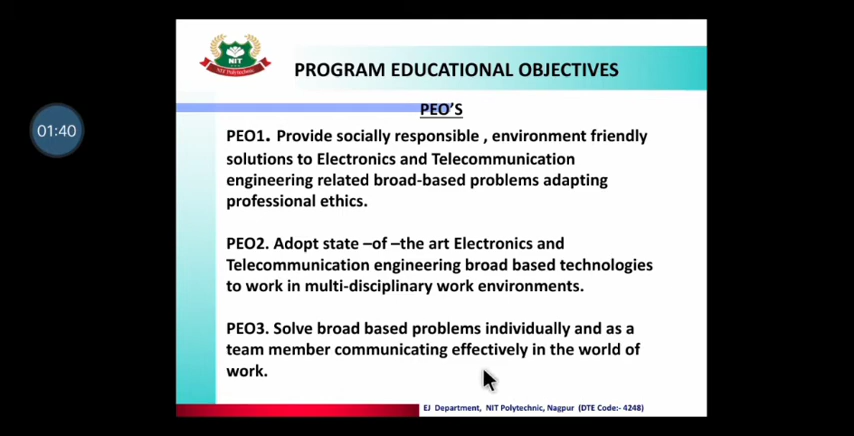 NIT
NIT Polytechnic
PROGRAM EDUCATIONAL OBJECTIVES
PEO'S
01:40
PEO1. Provide socially responsible , environment friendly
solutions to Electronics and Telecommunication
engineering related broad-based problems adapting
professional ethics.
PEO2. Adopt state –of –the art Electronics and
Telecommunication engineering broad based technologies
to work in multi-disciplinary work environments.
PEO3. Solve broad based problems individually and as a
team member communicating effectively in the world of
work.
EJ Department, NIT Polytechnic, Nagpur (DTE Code:- 4248)